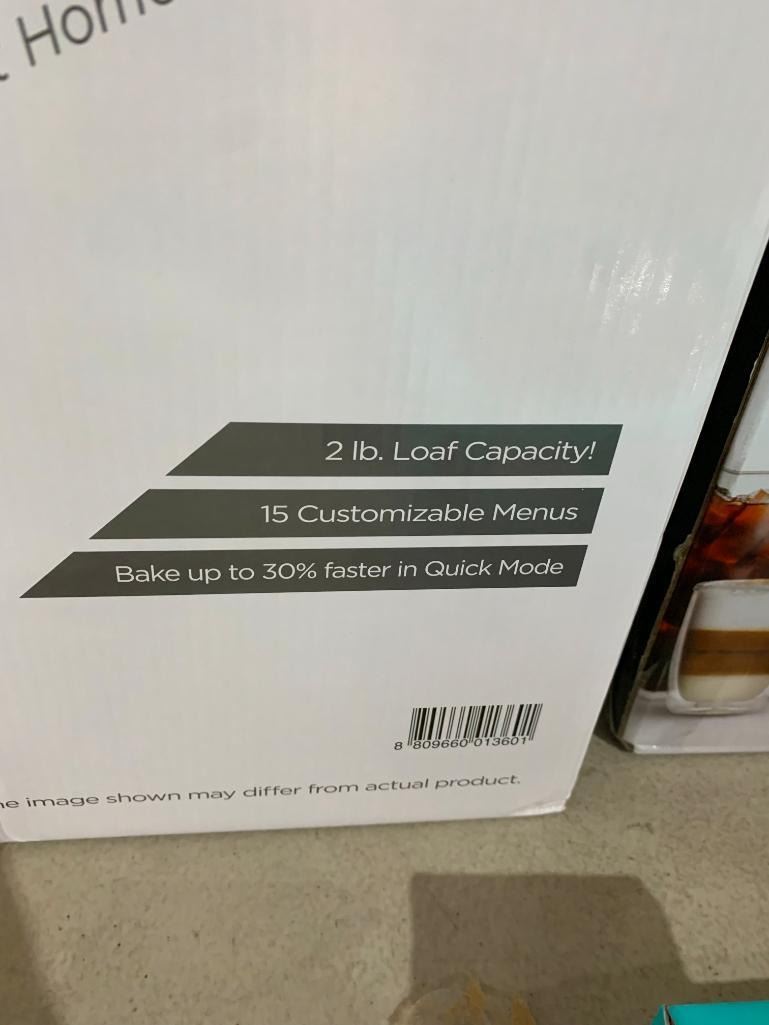 Home
2 lb. Loaf Capacity!
15 Customizable Menus
Bake up to 30% faster in Quick Mode
8 809660 013601
image shown may differ from actual product.